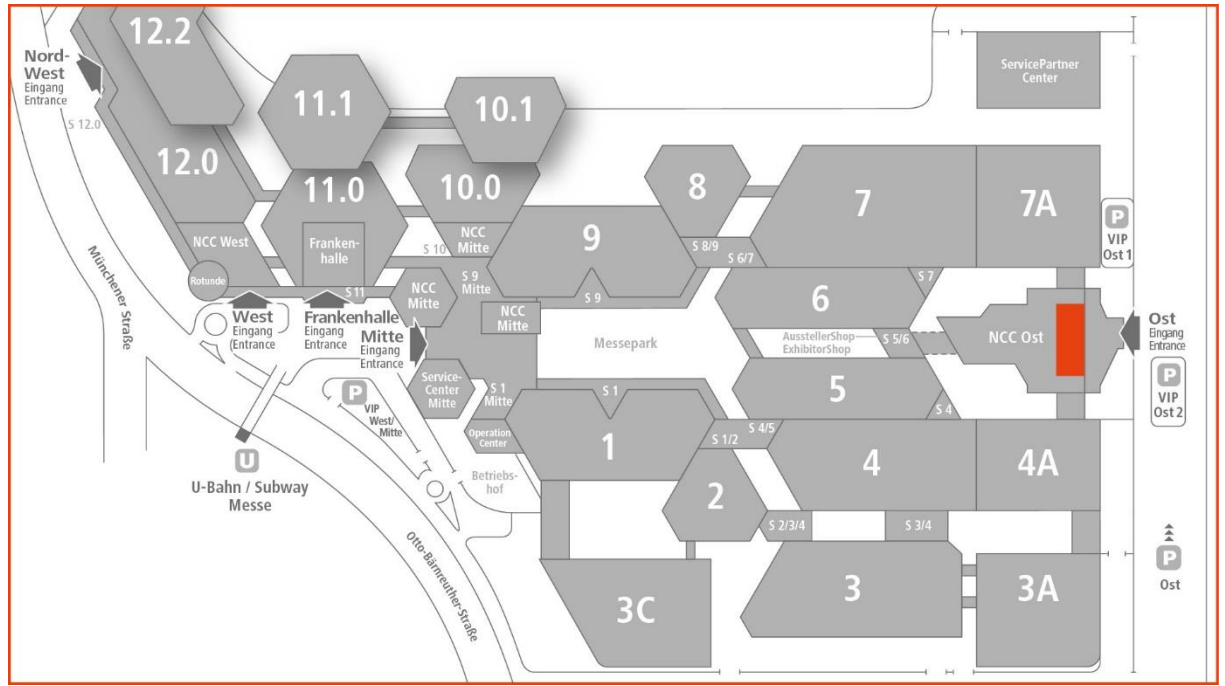 12.2
Nord-
West
Eingang
Entrance
S 12.0
12.0
11.1
10.1
11.0
10.0
ServicePartner
Center
8
7
7A
P
VIP
Ost 1
NCC West
Franken-
halle
S 10
NCC
Mitte
9
S 8/9
S 6/7
Rotunde
S 11
NCC
Mitte
S 9
Mitte
S 9
6
S 7
NCC
Mitte
West
Eingang
(Entrance
Frankenhalle
Eingang
Entrance
Mitte
Eingang
Entrance
Messepark
AusstellerShop
ExhibitorShop
S 5/6
NCC Ost
Ost
Eingang
Entrance
P
VIP
Ost 2
Münchener Straße
P
VIP
West/
Mitte
Service-
Center
Mitte
S 1
Mitte
S 1
5
S 4
Operation
Center
1
S 1/2
S 4/5
4
4A
U
U-Bahn / Subway
Messe
Betriebs-
hof
2
S 2/3/4
S 3/4
Otto-Bärnreuther-Straße
3C
3
3A
P
Ost